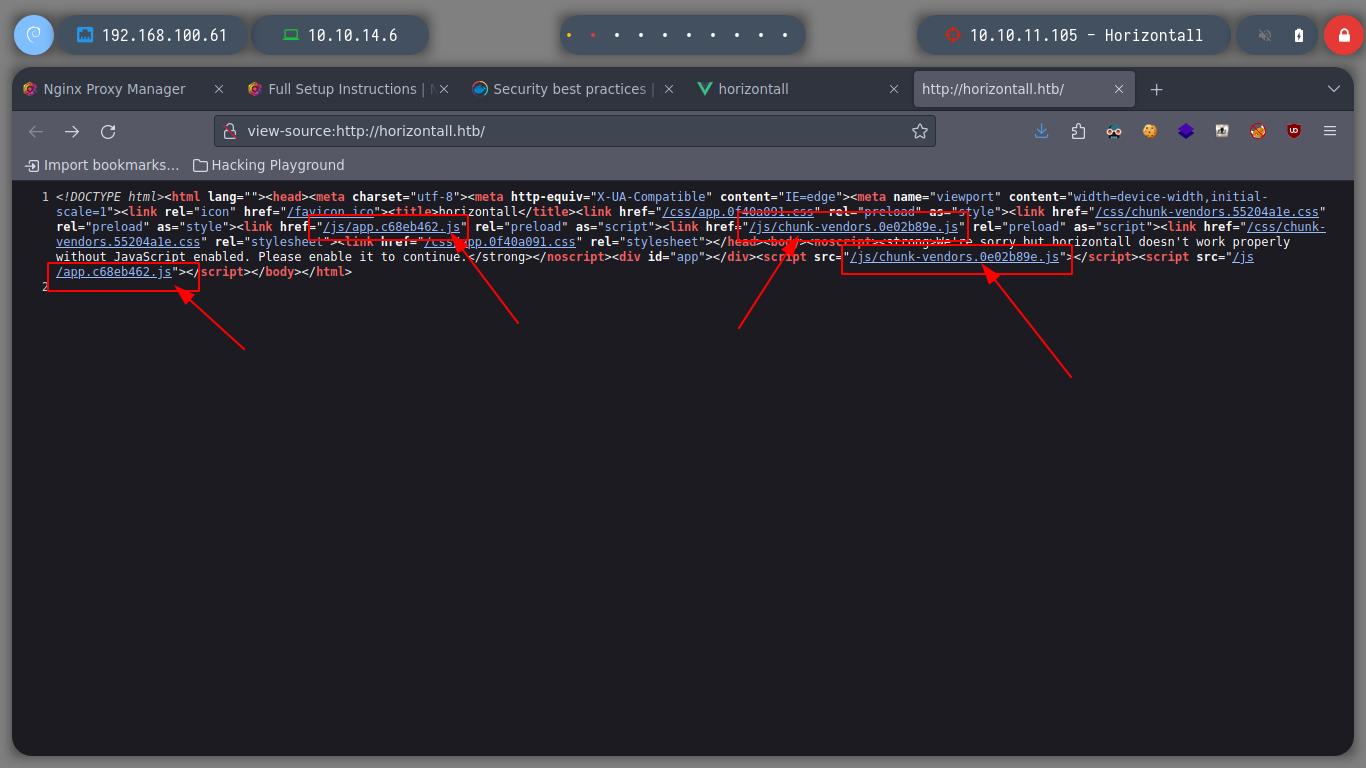 192.168.100.61
10.10.14.6
10.10.11.105 - Horizontall
Nginx Proxy Manager
Full Setup Instructions | N
Security best practices |
horizontall
http://horizontall.htb/
view-source:http://horizontall.htb/
Import bookmarks...
Hacking Playground
1 <!DOCTYPE html><html lang=""><head><meta charset="utf-8"><meta http-equiv="X-UA-Compatible" content="IE=edge"><meta name="viewport" content="width=device-width,initial-
scale=1"><link rel="icon" href="/favicon.ico"><title>horizontall</title><link href="/css/app.0f40a091.css" rel="preload" as="style"><link href="/css/chunk-vendors.55204a1e.css"
rel="preload" as="style"><link href="/js/app.c68eb462.js" rel="preload" as="script"><link href="/js/chunk-vendors.0e02b89e.js" rel="preload" as="script"><link href="/css/chunk-
vendors.55204a1e.css" rel="stylesheet"><link href="/css/app.0f40a091.css" rel="stylesheet"></head><body><noscript><strong>We're sorry but horizontall doesn't work properly
without JavaScript enabled. Please enable it to continue.</strong></noscript><div id="app"></div><script src="/js/chunk-vendors.0e02b89e.js"></script><script src="/js
/app.c68eb462.js"></script></body></html>
2